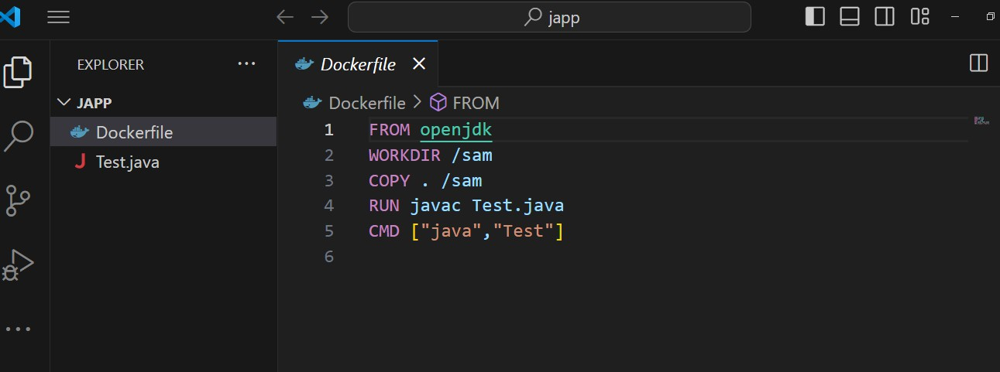 japp
EXPLORER
JAPP
Dockerfile
Test.java
Dockerfile
Dockerfile > FROM
1 FROM openjdk
2 WORKDIR /sam
3 COPY . /sam
4 RUN javac Test.java
5 CMD ["java","Test"]
6